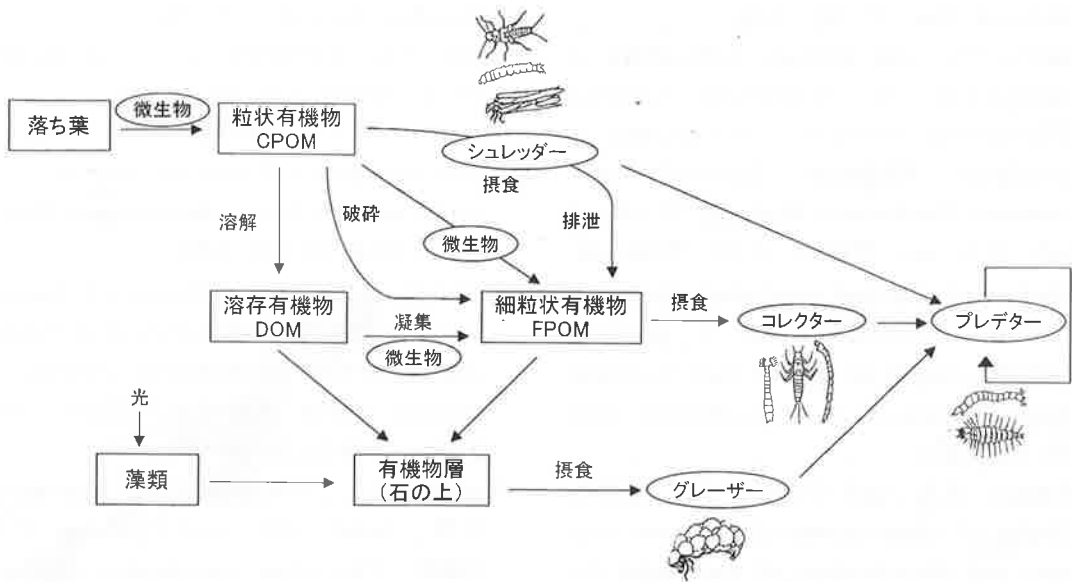 落ち葉
微生物
粒状有機物
CPOM
シュレッダー
摂食
溶解
破砕
微生物
排泄
溶存有機物
DOM
凝集
微生物
細粒状有機物
FPOM
摂食
コレクター
プレデター
光
藻類
有機物層
(石の上)
摂食
グレーザー